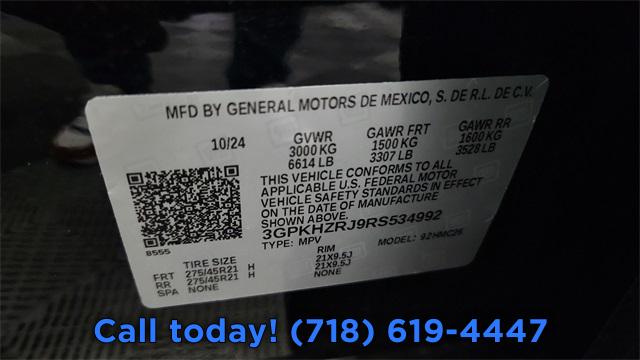 MFD BY GENERAL MOTORS DE MEXICO, S. DE R.L. DE C.V.
10/24 GVWR GAWR FRT GAWR RR
3000 KG 1500 KG 1600 KG
6614 LB 3307 LB 3528 LB
THIS VEHICLE CONFORMS TO ALL
APPLICABLE U.S. FEDERAL MOTOR
VEHICLE SAFETY STANDARDS IN EFFECT
ON THE DATE OF MANUFACTURE
SHOWN ABOVE.
3GPKHZRJ9RS534992
8555 TYPE: MPV MODEL: 92HMC26
TIRE SIZE RIM
FRT 275/45R21 H 21X9.5J
RR 275/45R21 H 21X9.5J
SPA NONE NONE
Call today! (718) 619-4447